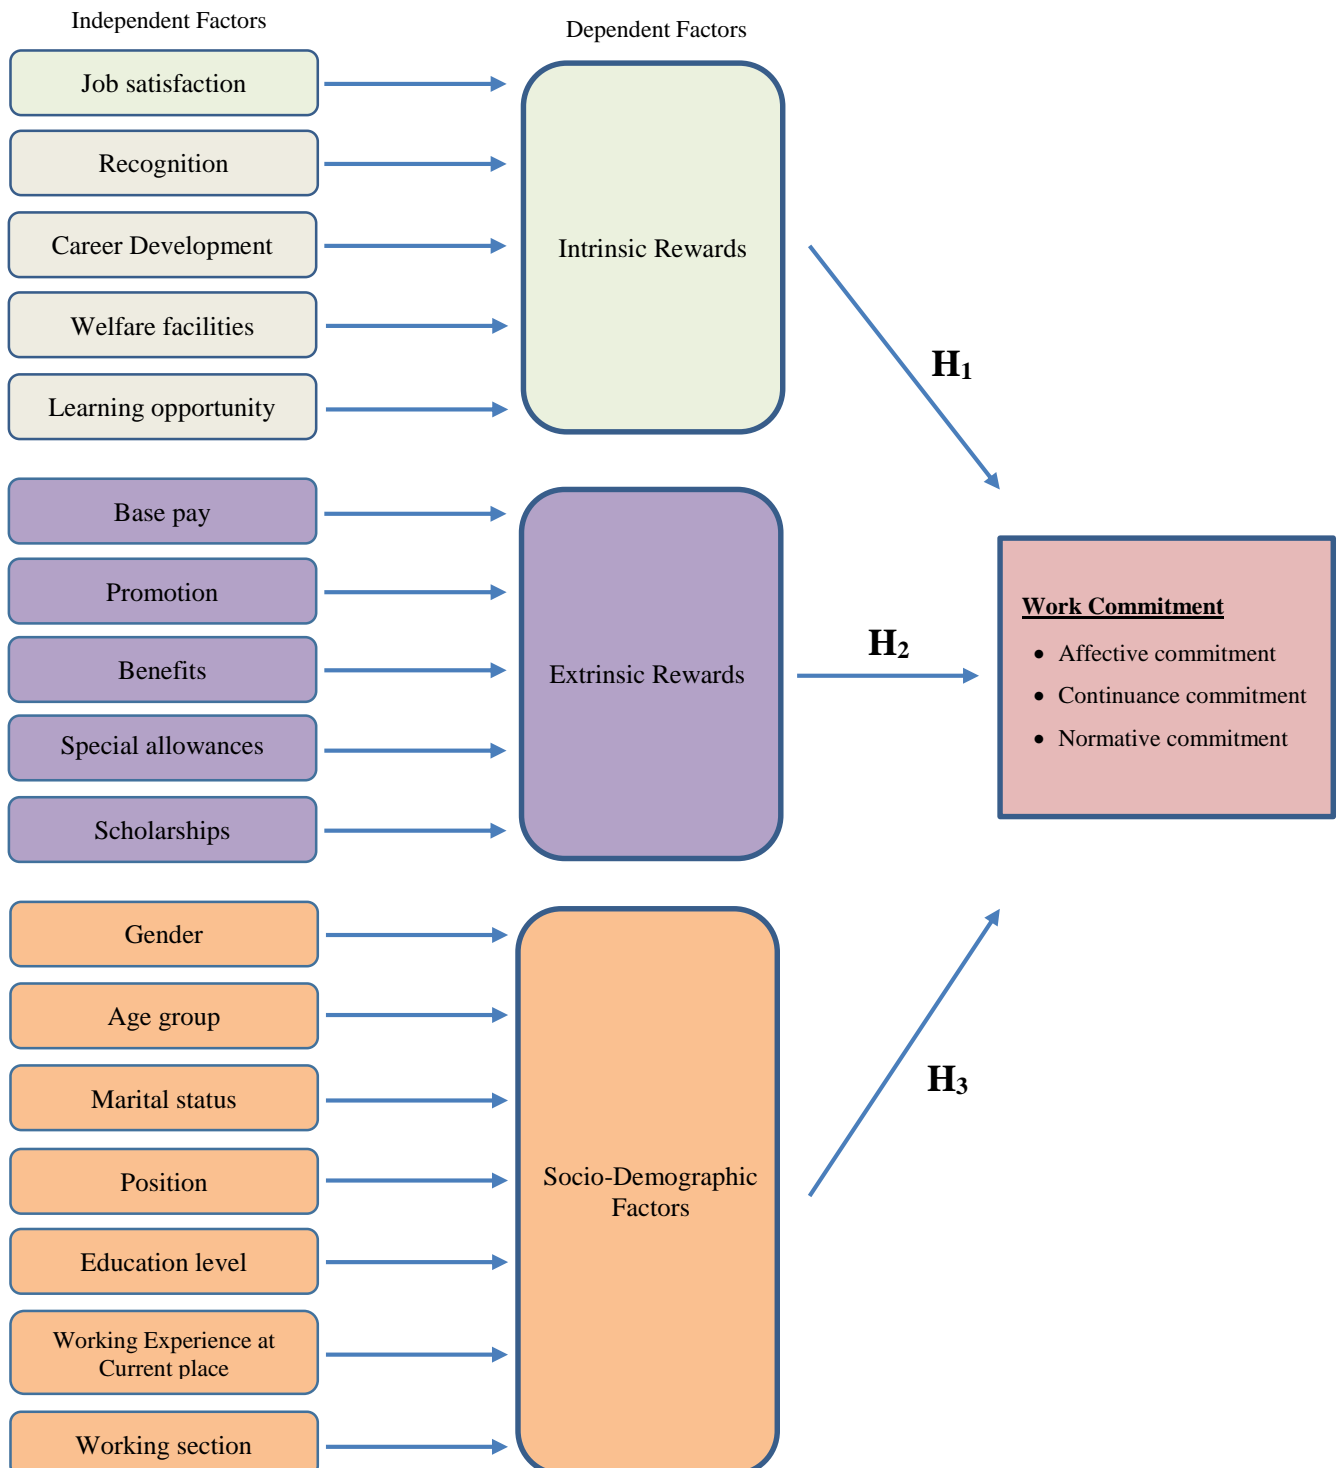 Independent Factors
Dependent Factors
Job satisfaction
Recognition
Career Development
Welfare facilities
Learning opportunity
Intrinsic Rewards
H1
Base pay
Promotion
Benefits
Special allowances
Scholarships
Extrinsic Rewards
H2
Work Commitment
• Affective commitment
• Continuance commitment
• Normative commitment
Gender
Age group
Marital status
Position
Education level
Working Experience at
Current place
Working section
Socio-Demographic
Factors
H3